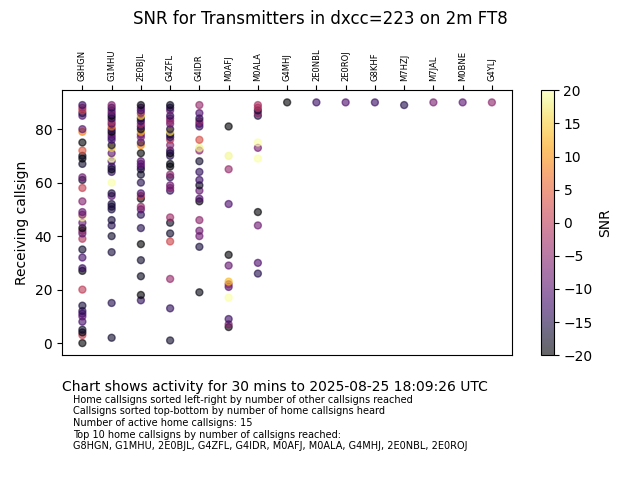 SNR for Transmitters in dxcc=223 on 2m FT8
G8HGN G1MHU 2E0BJL G4ZFL G4IDR M0AFJ M0ALA G4MHJ 2E0NBL 2E0ROJ G8KHF M7HZJ M7JAL M0BNE G4YLJ
Receiving callsign
80
60
40
20
0
20
15
10
5
0
−5
−10
−15
−20
SNR
Chart shows activity for 30 mins to 2025-08-25 18:09:26 UTC
Home callsigns sorted left-right by number of other callsigns reached
Callsigns sorted top-bottom by number of home callsigns heard
Number of active home callsigns: 15
Top 10 home callsigns by number of callsigns reached:
G8HGN, G1MHU, 2E0BJL, G4ZFL, G4IDR, M0AFJ, M0ALA, G4MHJ, 2E0NBL, 2E0ROJ